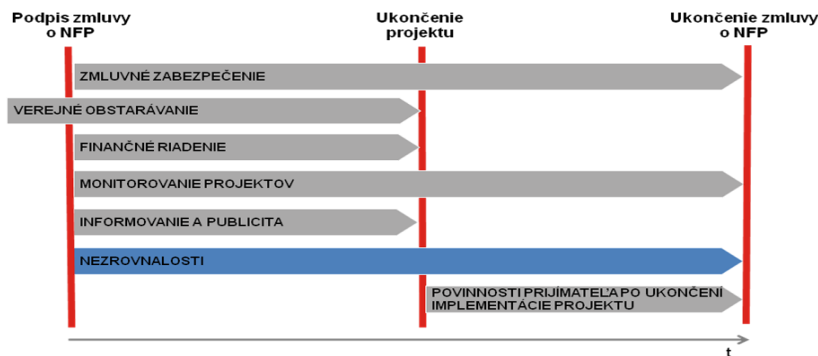 Podpis zmluvy
o NFP
Ukončenie
projektu
Ukončenie zmluvy
o NFP
ZMLUVNÉ ZABEZPEČENIE
VEREJNÉ OBSTARÁVANIE
FINANČNÉ RIADENIE
MONITOROVANIE PROJEKTOV
INFORMOVANIE A PUBLICITA
NEZROVNALOSTI
POVINNOSTI PRIJÍMATEĽA PO UKONČENÍ
IMPLEMENTÁCIE PROJEKTU
t